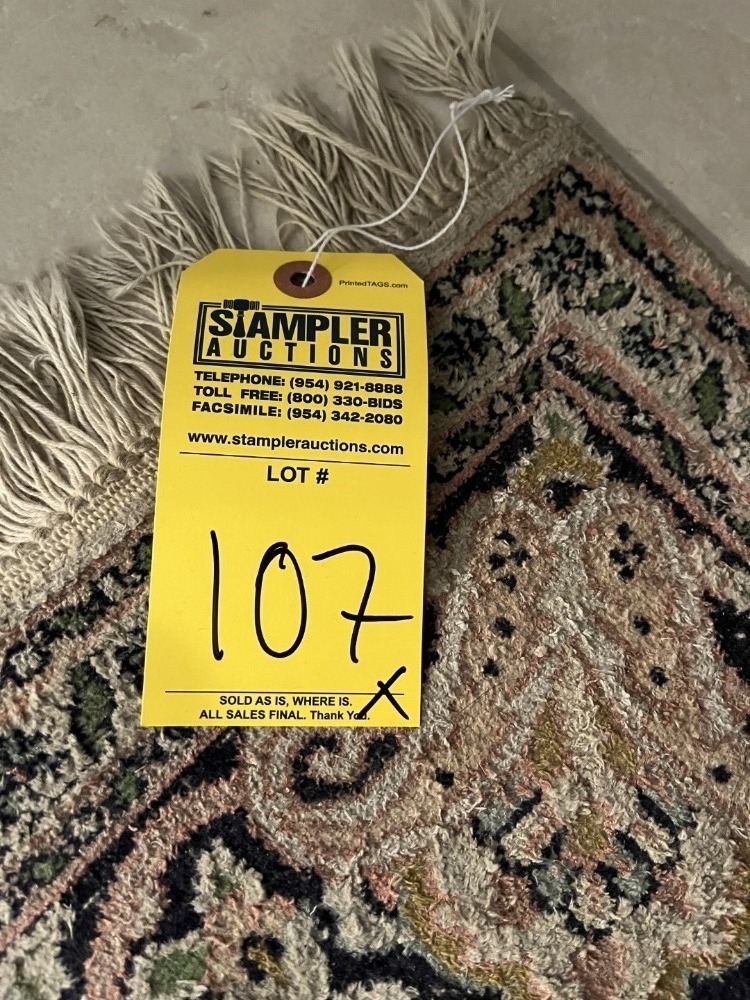 PrintedTAGS.com
STAMPLER
AUCTIONS
TELEPHONE: (954) 921-8888
TOLL FREE: (800) 330-BIDS
FACSIMILE: (954) 342-2080
www.stamplerauctions.com
LOT #
107
X
SOLD AS IS, WHERE IS.
ALL SALES FINAL. Thank You.